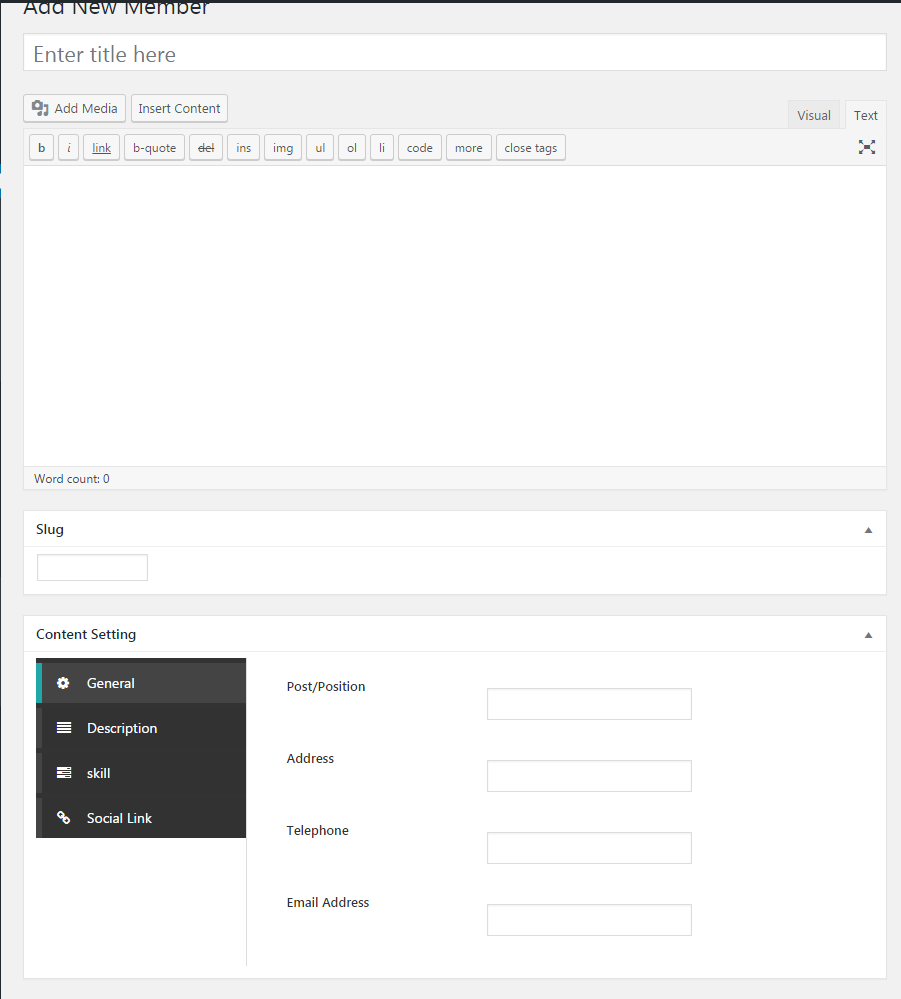 Add New Member
Enter title here
Add Media Insert Content
Visual Text
b i link b-quote del ins img ul ol li code more close tags
Word count: 0
Slug
Content Setting
General
Description
skill
Social Link
Post/Position
Address
Telephone
Email Address